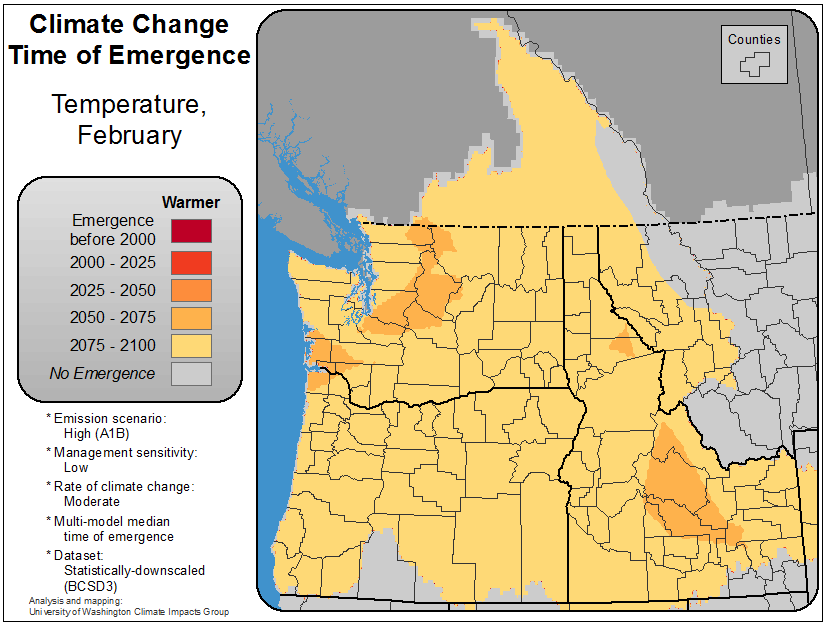 Climate Change
Time of Emergence
Temperature,
February
Warmer
Emergence
before 2000
2000 - 2025
2025 - 2050
2050 - 2075
2075 - 2100
No Emergence
* Emission scenario:
High (A1B)
* Management sensitivity:
Low
* Rate of climate change:
Moderate
* Multi-model median
time of emergence
* Dataset:
Statistically-downscaled
(BCSD3)
Analysis and mapping:
University of Washington Climate Impacts Group
Counties